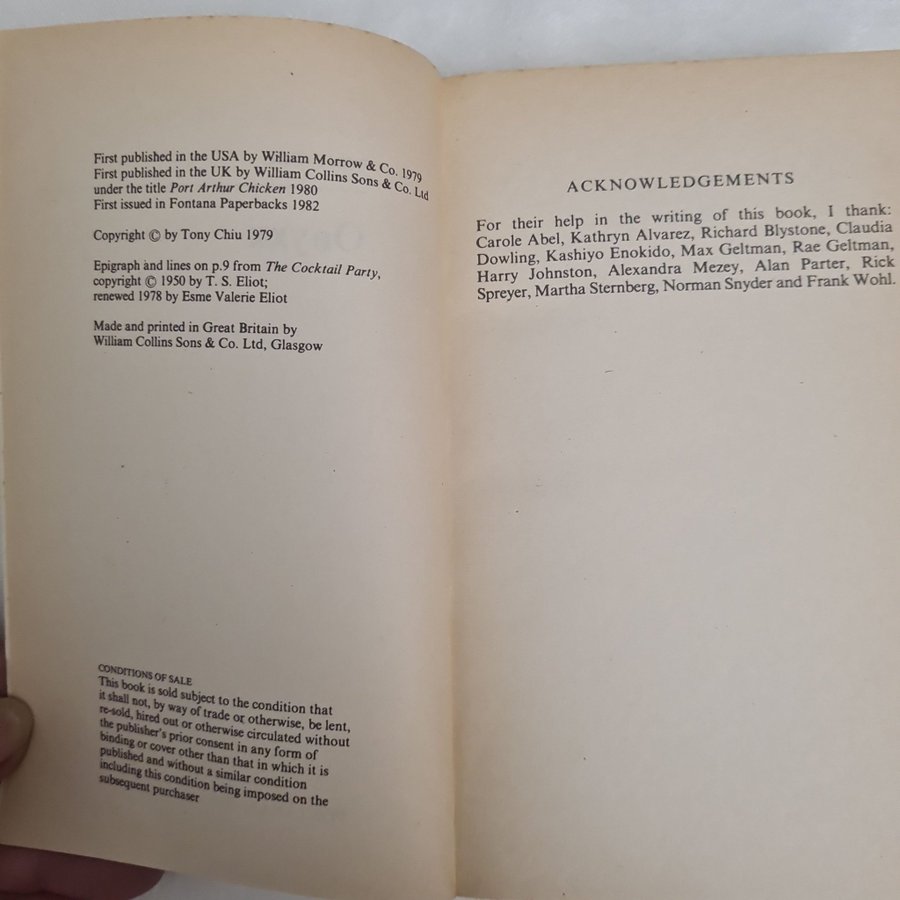 First published in the USA by William Morrow & Co. 1979
First published in the UK by William Collins Sons & Co. Ltd
under the title Port Arthur Chicken 1980
First issued in Fontana Paperbacks 1982
Copyright © by Tony Chiu 1979
Epigraph and lines on p.9 from The Cocktail Party,
copyright © 1950 by T. S. Eliot;
renewed 1978 by Esme Valerie Eliot
Made and printed in Great Britain by
William Collins Sons & Co. Ltd, Glasgow
CONDITIONS OF SALE
This book is sold subject to the condition that
it shall not, by way of trade or otherwise, be lent,
re-sold, hired out or otherwise circulated without
the publisher's prior consent in any form of
binding or cover other than that in which it is
published and without a similar condition
including this condition being imposed on the
subsequent purchaser
ACKNOWLEDGEMENTS
For their help in the writing of this book, I thank:
Carole Abel, Kathryn Alvarez, Richard Blystone, Claudia
Dowling, Kashiyo Enokido, Max Geltman, Rae Geltman,
Harry Johnston, Alexandra Mezey, Alan Parter, Rick
Spreyer, Martha Sternberg, Norman Snyder and Frank Wohl.